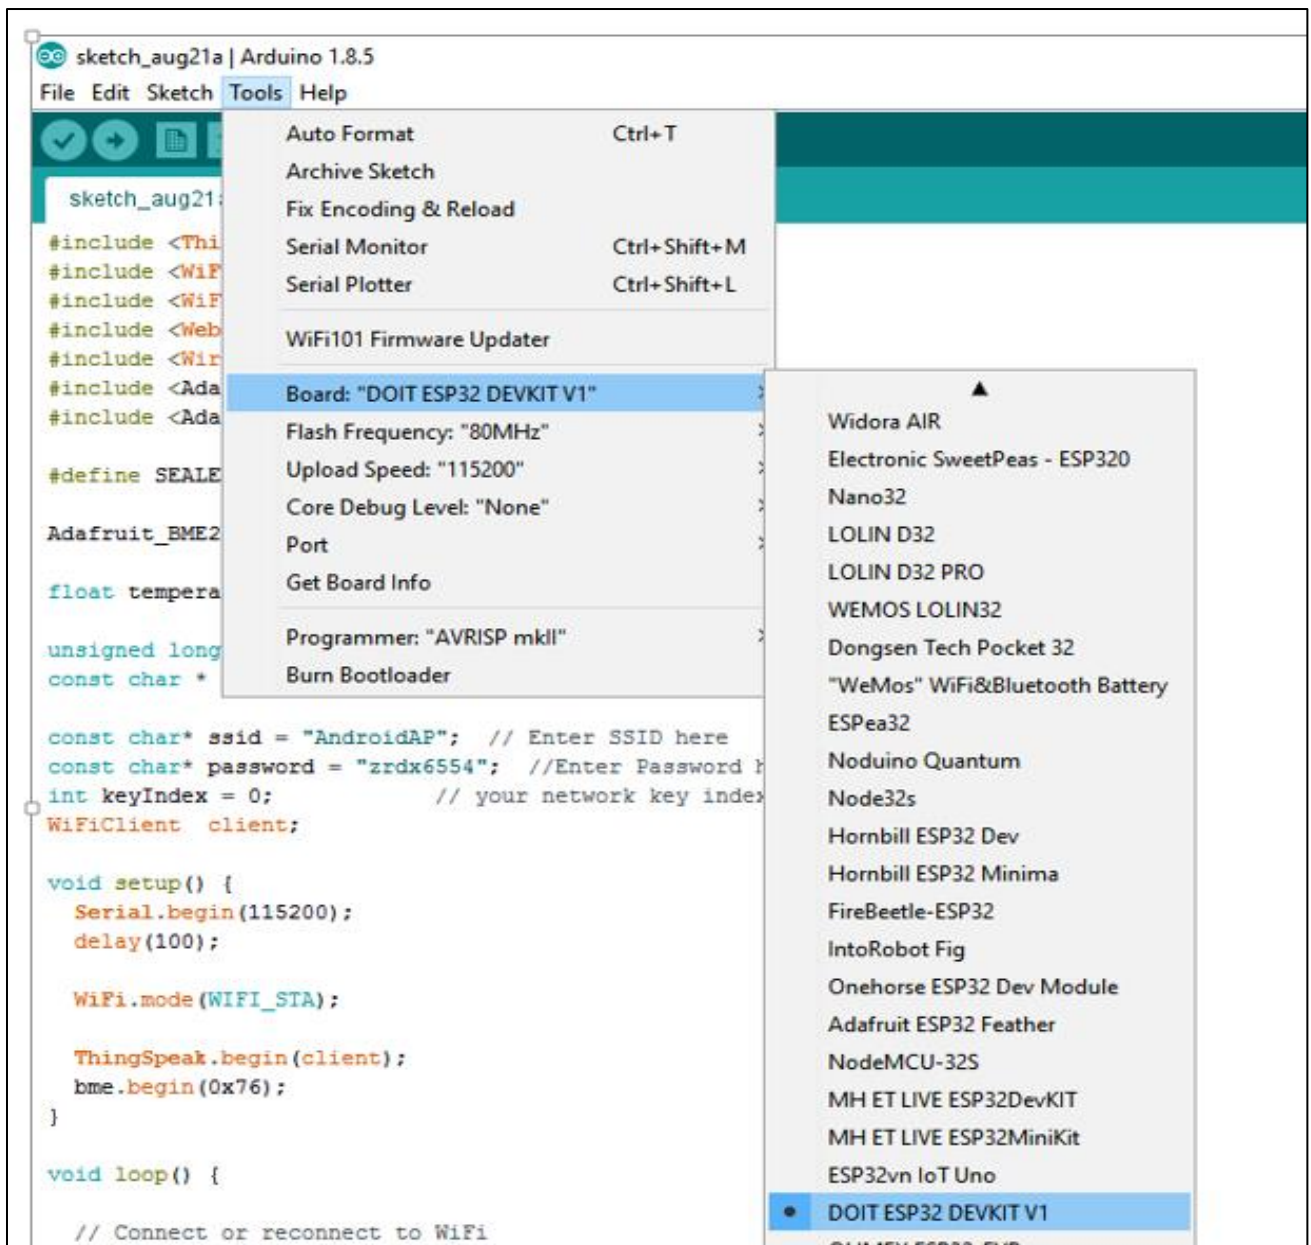 sketch_aug21a | Arduino 1.8.5
File Edit Sketch Tools Help
sketch_aug21
Auto Format Ctrl+T
Archive Sketch
Fix Encoding & Reload
Serial Monitor Ctrl+Shift+M
Serial Plotter Ctrl+Shift+L
WiFi101 Firmware Updater
Board: "DOIT ESP32 DEVKIT V1"
Flash Frequency: "80MHz"
Upload Speed: "115200"
Core Debug Level: "None"
Port
Get Board Info
Programmer: "AVRISP mkII"
Burn Bootloader
Widora AIR
Electronic SweetPeas - ESP320
Nano32
LOLIN D32
LOLIN D32 PRO
WEMOS LOLIN32
Dongsen Tech Pocket 32
"WeMos" WiFi&Bluetooth Battery
ESPea32
Noduino Quantum
Node32s
Hornbill ESP32 Dev
Hornbill ESP32 Minima
FireBeetle-ESP32
IntoRobot Fig
Onehorse ESP32 Dev Module
Adafruit ESP32 Feather
NodeMCU-32S
MH ET LIVE ESP32DevKIT
MH ET LIVE ESP32MiniKit
ESP32vn IoT Uno
DOIT ESP32 DEVKIT V1
#include <Thi
#include <WiF
#include <WiF
#include <Web
#include <Wir
#include <Ada
#include <Ada
#define SEALE
Adafruit_BME2
float tempera
unsigned long
const char *
const char* ssid = "AndroidAP"; // Enter SSID here
const char* password = "zrdx6554"; //Enter Password h
int keyIndex = 0; // your network key index
WiFiClient client;
void setup() {
Serial.begin(115200);
delay(100);
WiFi.mode(WIFI_STA);
ThingSpeak.begin(client);
bme.begin(0x76);
}
void loop() {
// Connect or reconnect to WiFi